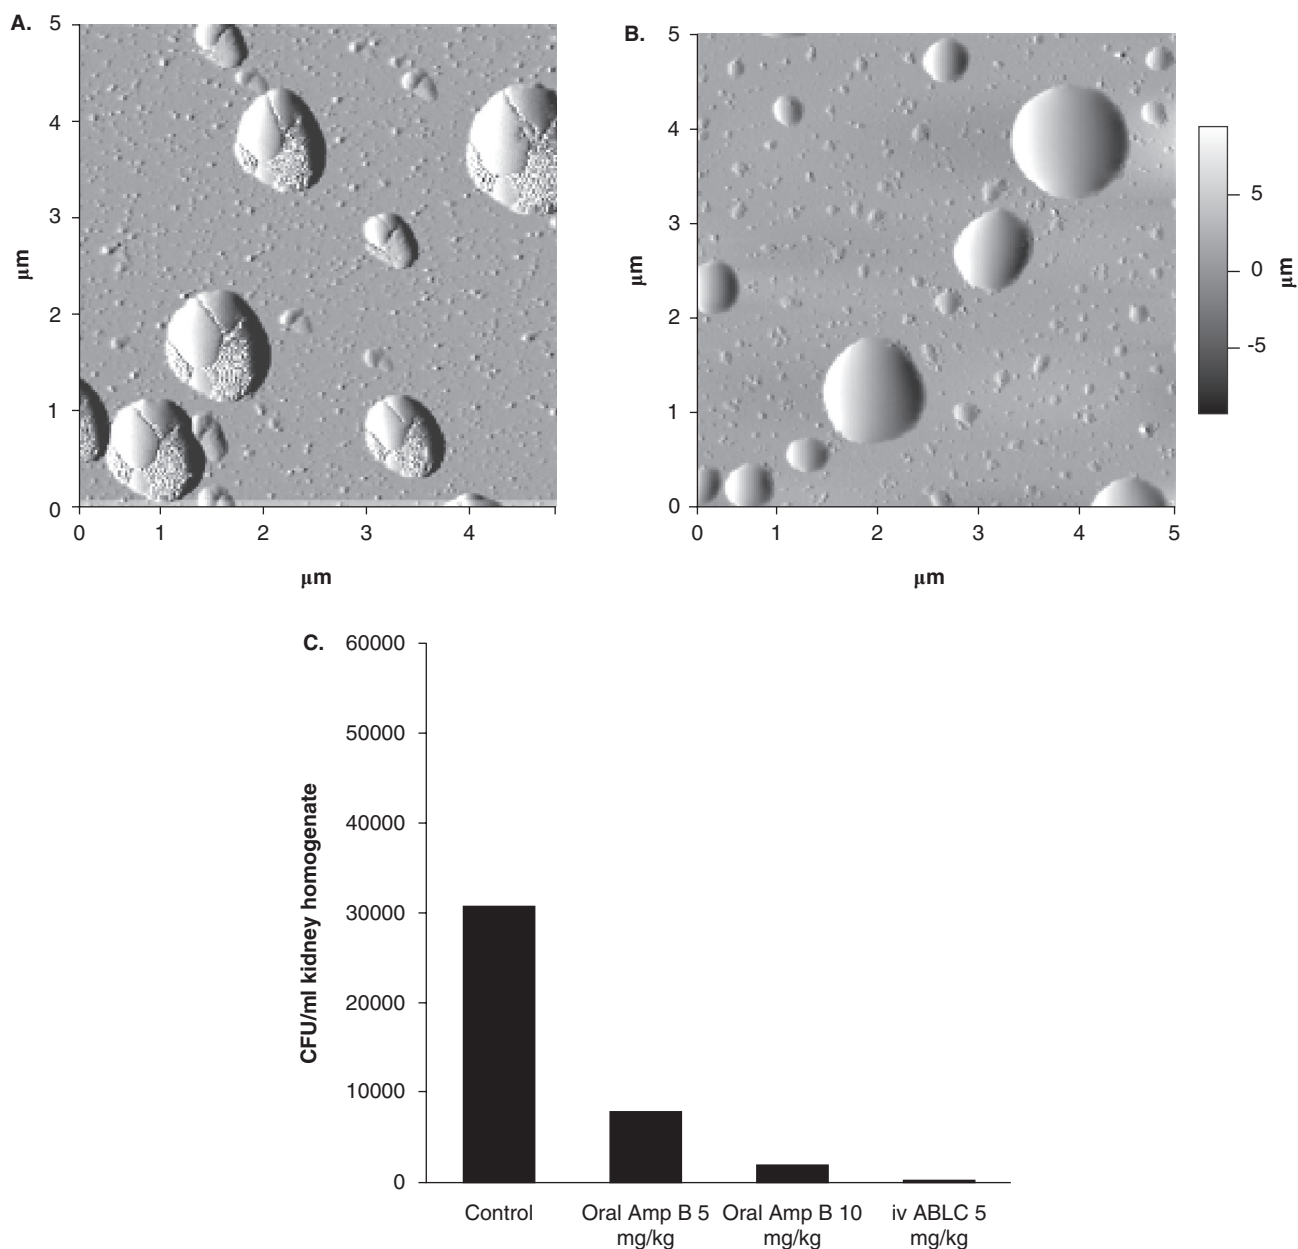 A.
5
4
3
2
1
0
μm
0 1 2 3 4
μm
B.
5
4
3
2
1
0
μm
0 1 2 3 4 5
μm
5
0
-5
μm
C.
60000
50000
40000
30000
20000
10000
0
CFU/ml kidney homogenate
Control
Oral Amp B 5
mg/kg
Oral Amp B 10
mg/kg
iv ABLC 5
mg/kg